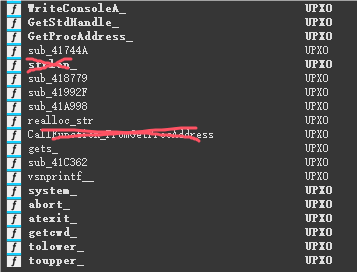 WriteConsoleA_ UPX0
GetStdHandle_ UPX0
GetProcAddress_ UPX0
sub_41744A UPX0
strlen_ UPX0
sub_418779 UPX0
sub_41992F UPX0
sub_41A998 UPX0
realloc_str UPX0
CallFunction_FromGetProcAddress UPX0
gets_ UPX0
sub_41C362 UPX0
vsnprintf__ UPX0
system_ UPX0
abort_ UPX0
atexit_ UPX0
getcwd_ UPX0
tolower_ UPX0
toupper_ UPX0